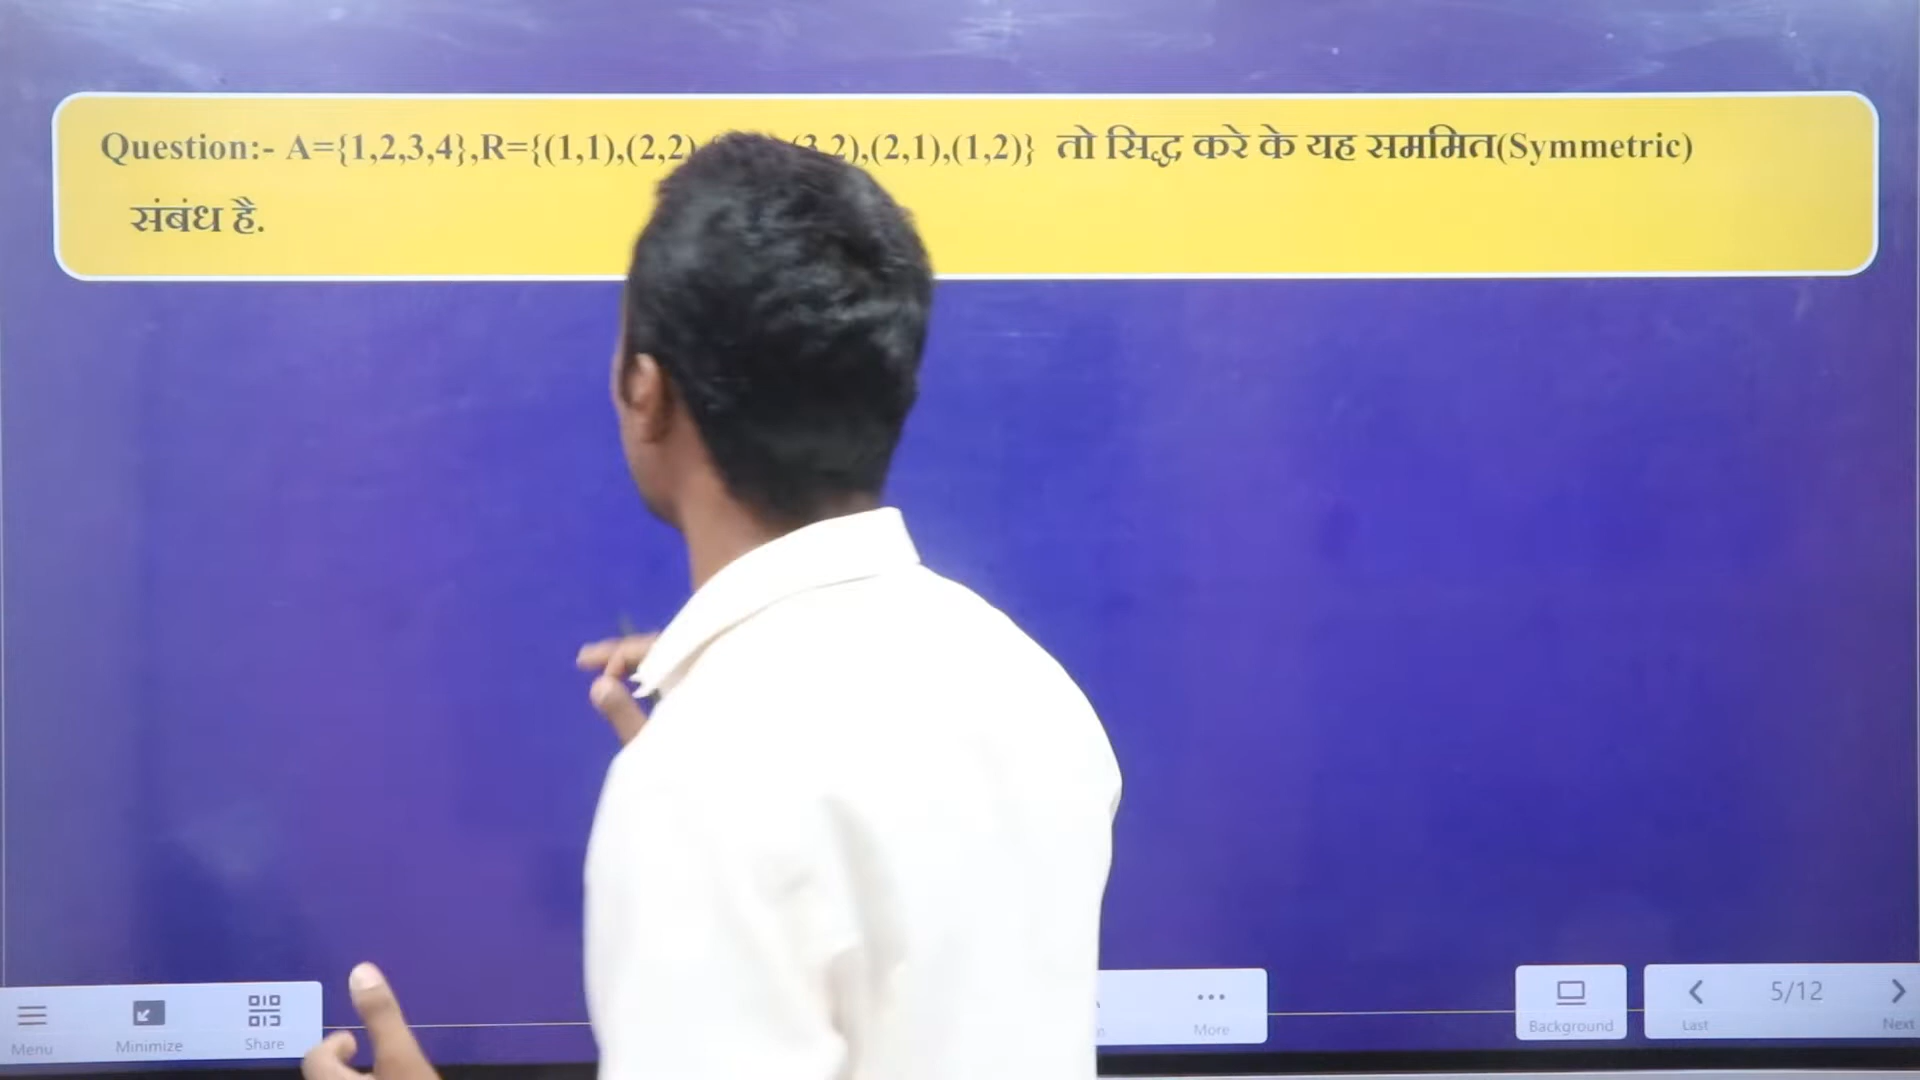 Question:- A={1,2,3,4},R={(1,1),(2,2) 2),(2,1),(1,2)} तो सिद्ध करे के यह सममित(Symmetric)
संबंध है.
Menu
Minimize
Share
More
Background
5/12
Last
Next